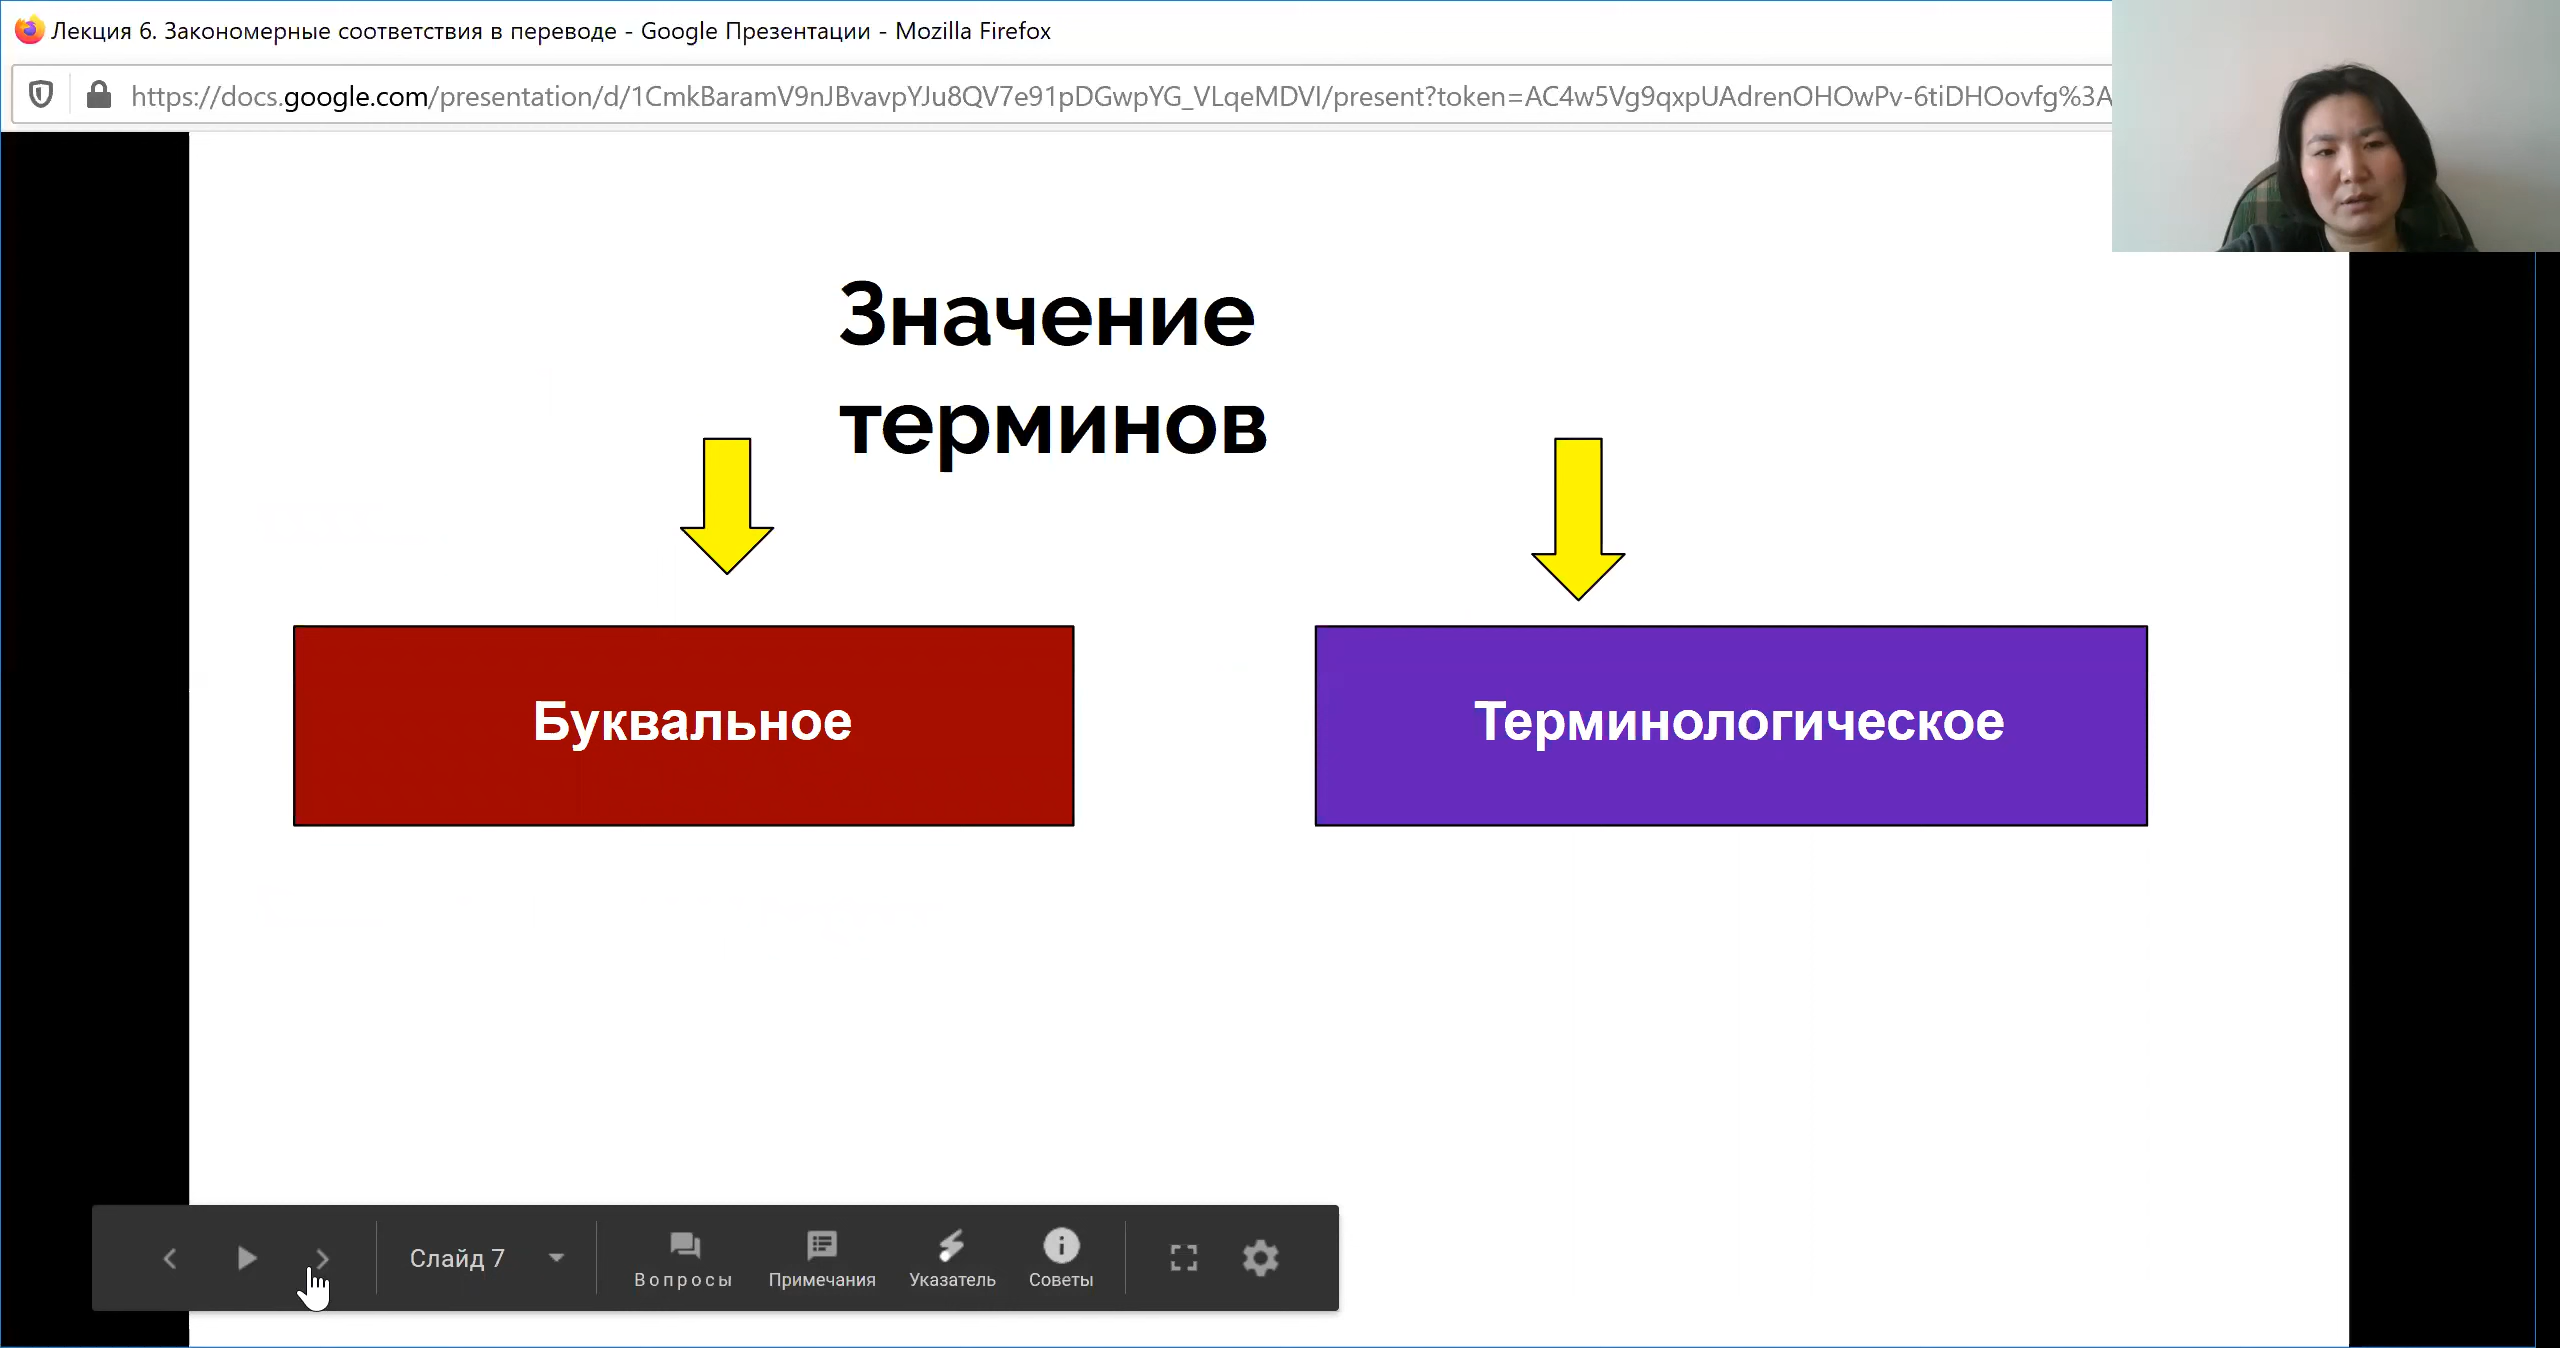 Лекция 6. Закономерные соответствия в переводе - Google Презентации - Mozilla Firefox
https://docs.google.com/presentation/d/1CmkBaramV9nJBvavpYJu8QV7e91pDGwpYG_VLqeMDVI/present?token=AC4w5Vg9qxpUAdrenOHOwPv-6tiDHOovfg%3A
Значение
терминов
Буквальное
Терминологическое
Слайд 7
Вопросы
Примечания
Указатель
Советы